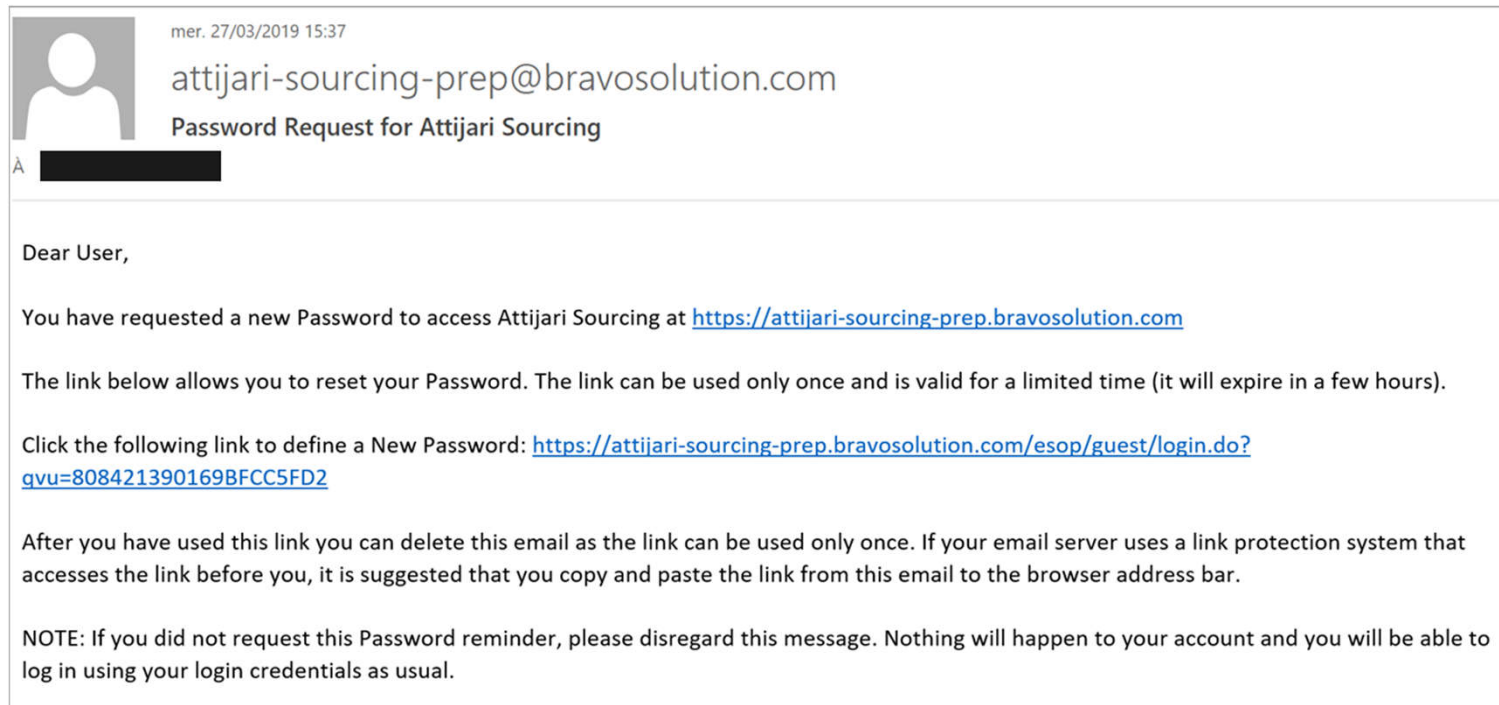 mer. 27/03/2019 15:37
attijari-sourcing-prep@bravosolution.com
Password Request for Attijari Sourcing
À
Dear User,
You have requested a new Password to access Attijari Sourcing at https://attijari-sourcing-prep.bravosolution.com
The link below allows you to reset your Password. The link can be used only once and is valid for a limited time (it will expire in a few hours).
Click the following link to define a New Password: https://attijari-sourcing-prep.bravosolution.com/esop/guest/login.do?
qvu=808421390169BFCC5FD2
After you have used this link you can delete this email as the link can be used only once. If your email server uses a link protection system that
accesses the link before you, it is suggested that you copy and paste the link from this email to the browser address bar.
NOTE: If you did not request this Password reminder, please disregard this message. Nothing will happen to your account and you will be able to
log in using your login credentials as usual.